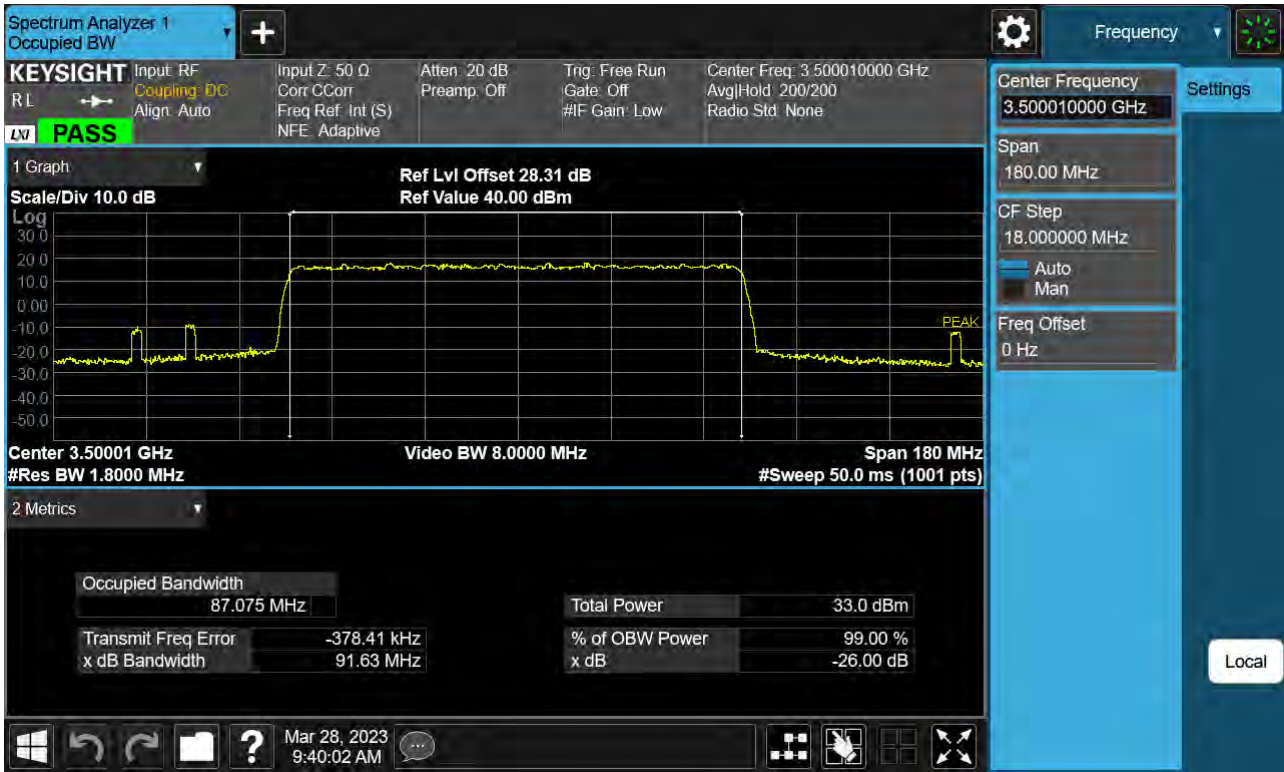 Spectrum Analyzer 1
Occupied BW
+
Frequency
KEYSIGHT
RL
LXI PASS
Input: RF
Coupling: DC
Align: Auto
Input Z: 50 Ω
Corr CCorr
Freq Ref: Int (S)
NFE: Adaptive
Atten: 20 dB
Preamp: Off
Trig: Free Run
Gate: Off
#IF Gain: Low
Center Freq: 3.500010000 GHz
Avg|Hold: 200/200
Radio Std: None
Center Frequency
3.500010000 GHz
Settings
Span
180.00 MHz
CF Step
18.000000 MHz
Auto
Man
Freq Offset
0 Hz
Local
1 Graph
Scale/Div 10.0 dB
Ref Lvl Offset 28.31 dB
Ref Value 40.00 dBm
Log
30.0
20.0
10.0
0.00
-10.0
-20.0
-30.0
-40.0
-50.0
PEAK
Center 3.50001 GHz
#Res BW 1.8000 MHz
Video BW 8.0000 MHz
Span 180 MHz
#Sweep 50.0 ms (1001 pts)
2 Metrics
Occupied Bandwidth
87.075 MHz
Total Power 33.0 dBm
Transmit Freq Error -378.41 kHz
% of OBW Power 99.00 %
x dB Bandwidth 91.63 MHz
x dB -26.00 dB
?
Mar 28, 2023
9:40:02 AM